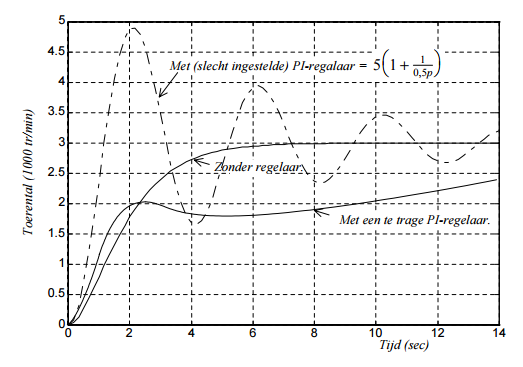 5
4.5
4
3.5
3
2.5
2
1.5
1
0.5
0
Toerental (1000 tr/min)
Met (slecht ingestelde) PI-regalaar = 5(1 + 1/0,5p)
Zonder regelaar.
Met een te trage PI-regelaar.
0 2 4 6 8 10 12 14
Tijd (sec)